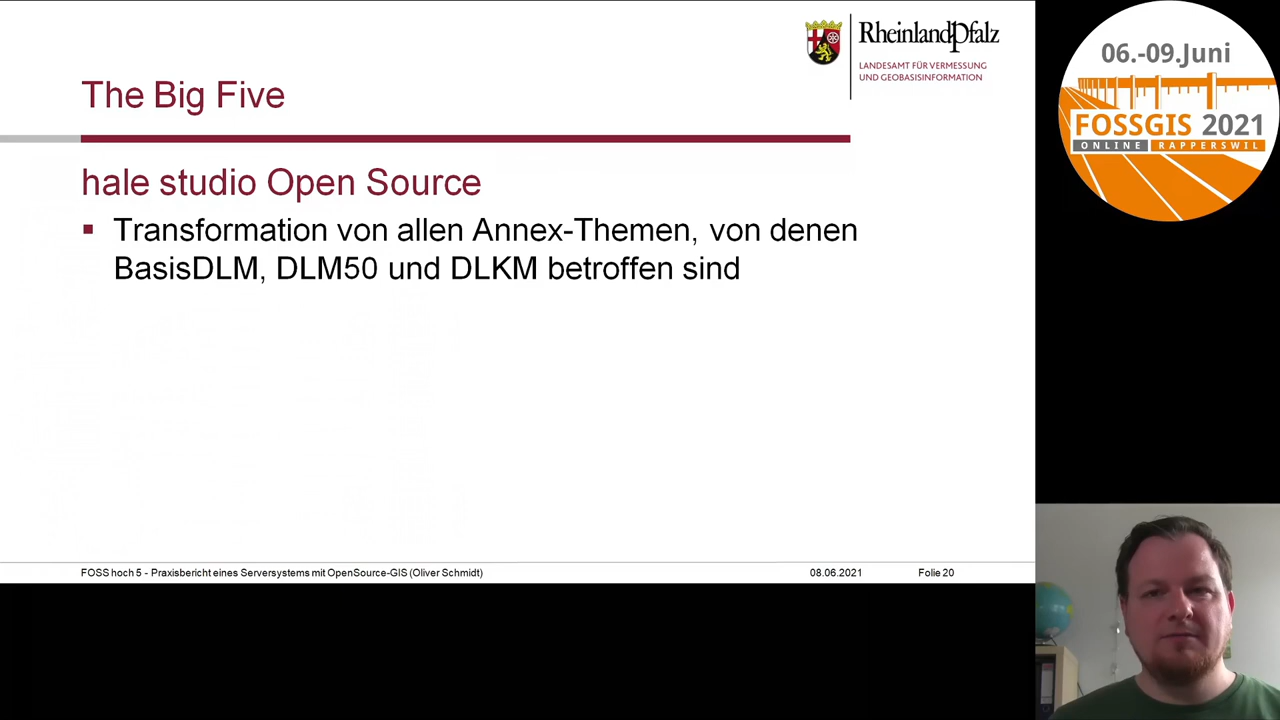 RheinlandPfalz
LANDESAMT FÜR VERMESSUNG
UND GEOBASISINFORMATION
The Big Five
hale studio Open Source
▪ Transformation von allen Annex-Themen, von denen
BasisDLM, DLM50 und DLKM betroffen sind
FOSS hoch 5 - Praxisbericht eines Serversystems mit OpenSource-GIS (Oliver Schmidt)
08.06.2021
Folie 20
06.-09.Juni
FOSSGIS 2021
ONLINE RAPPERSWIL